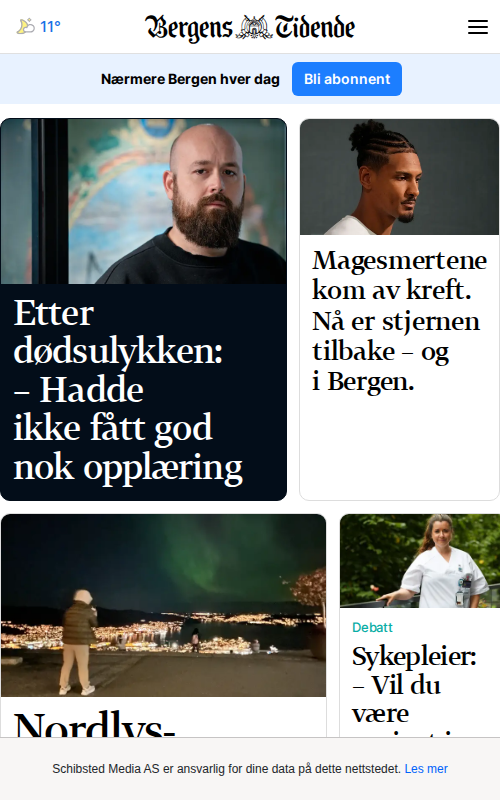 11°
Bergens Tidende
Nærmere Bergen hver dag
Bli abonnent
Etter
dødsulykken:
– Hadde
ikke fått god
nok opplæring
Magesmertene
kom av kreft.
Nå er stjernen
tilbake – og
i Bergen.
Nordlys-
Debatt
Sykepleier:
– Vil du
være
Schibsted Media AS er ansvarlig for dine data på dette nettstedet. Les mer